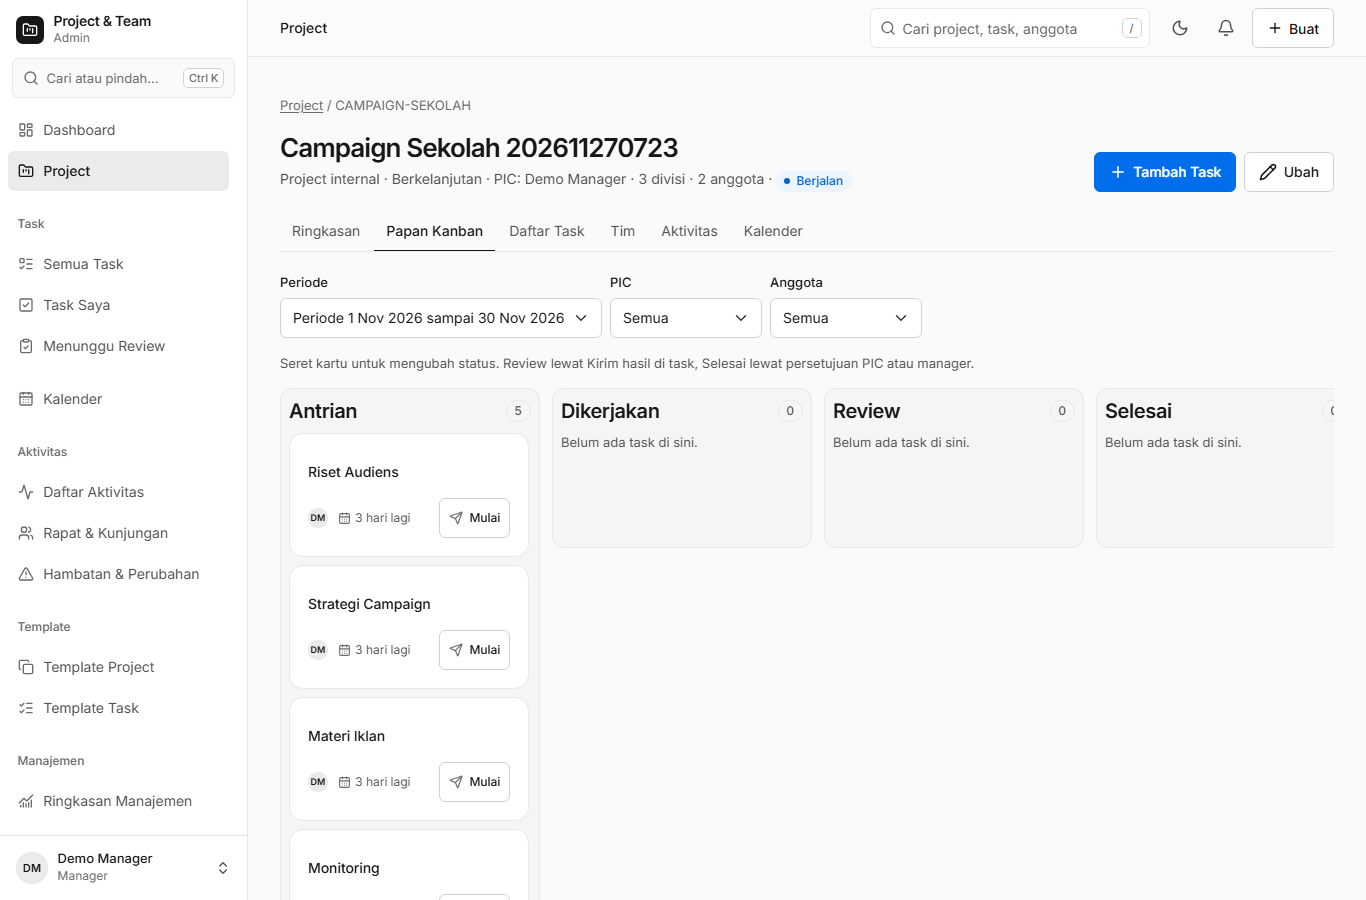 Project & Team
Admin
Cari atau pindah...
Ctrl K
Dashboard
Project
Task
Semua Task
Task Saya
Menunggu Review
Kalender
Aktivitas
Daftar Aktivitas
Rapat & Kunjungan
Hambatan & Perubahan
Template
Template Project
Template Task
Manajemen
Ringkasan Manajemen
DM
Demo Manager
Manager
Project
Cari project, task, anggota
/
Buat
Project / CAMPAIGN-SEKOLAH
Campaign Sekolah 202611270723
Project internal · Berkelanjutan · PIC: Demo Manager · 3 divisi · 2 anggota ·
Berjalan
Tambah Task
Ubah
Ringkasan
Papan Kanban
Daftar Task
Tim
Aktivitas
Kalender
Periode
Periode 1 Nov 2026 sampai 30 Nov 2026
PIC
Semua
Anggota
Semua
Seret kartu untuk mengubah status. Review lewat Kirim hasil di task, Selesai lewat persetujuan PIC atau manager.
Antrian
5
Riset Audiens
DM
3 hari lagi
Mulai
Strategi Campaign
DM
3 hari lagi
Mulai
Materi Iklan
DM
3 hari lagi
Mulai
Monitoring
Dikerjakan
0
Belum ada task di sini.
Review
0
Belum ada task di sini.
Selesai
Belum ada task di sini.